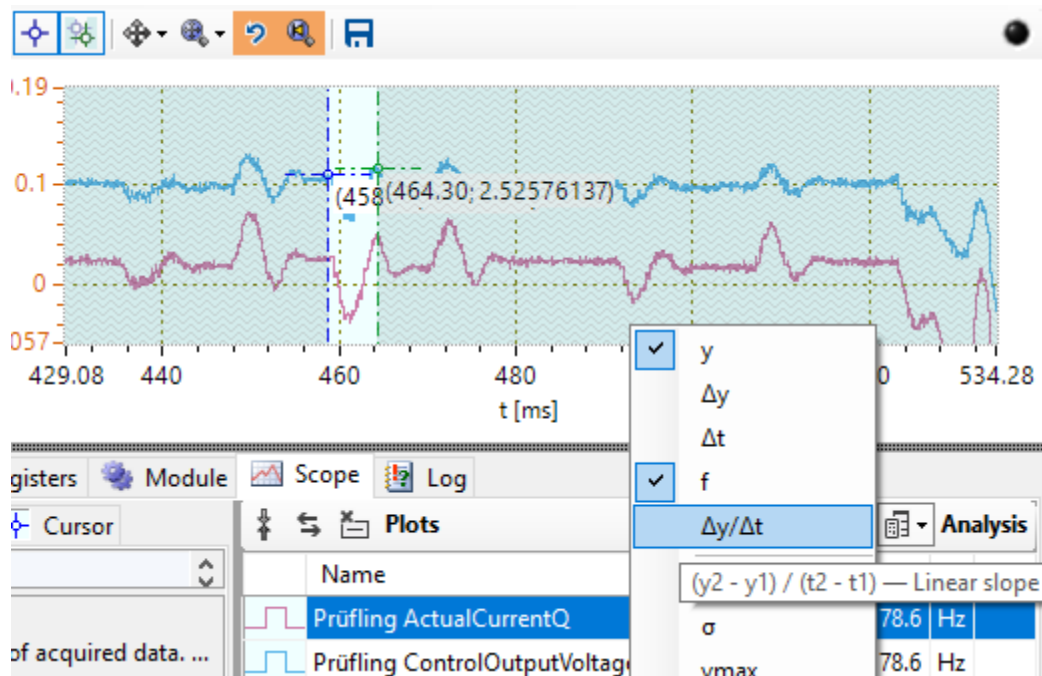 .19
0.1
(458
(464.30; 2.52576137)
0
057
429.08 440 460 480 0 534.28
t [ms]
y
Δy
Δt
f
Δy/Δt
(y2 - y1) / (t2 - t1) — Linear slope
σ
ymax
gisters Module Scope Log
Cursor
Plots
Analysis
Name
Prüfling ActualCurrentQ 78.6 Hz
of acquired data. ...
Prüfling ControlOutputVoltage 78.6 Hz